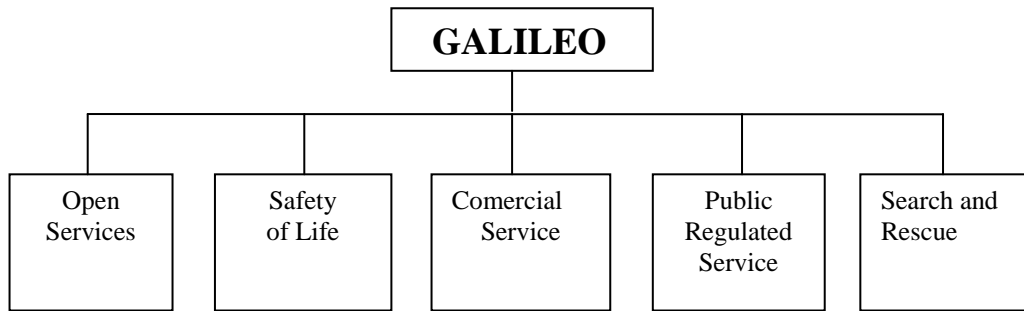 GALILEO
Open
Services
Safety
of Life
Comercial
Service
Public
Regulated
Service
Search and
Rescue